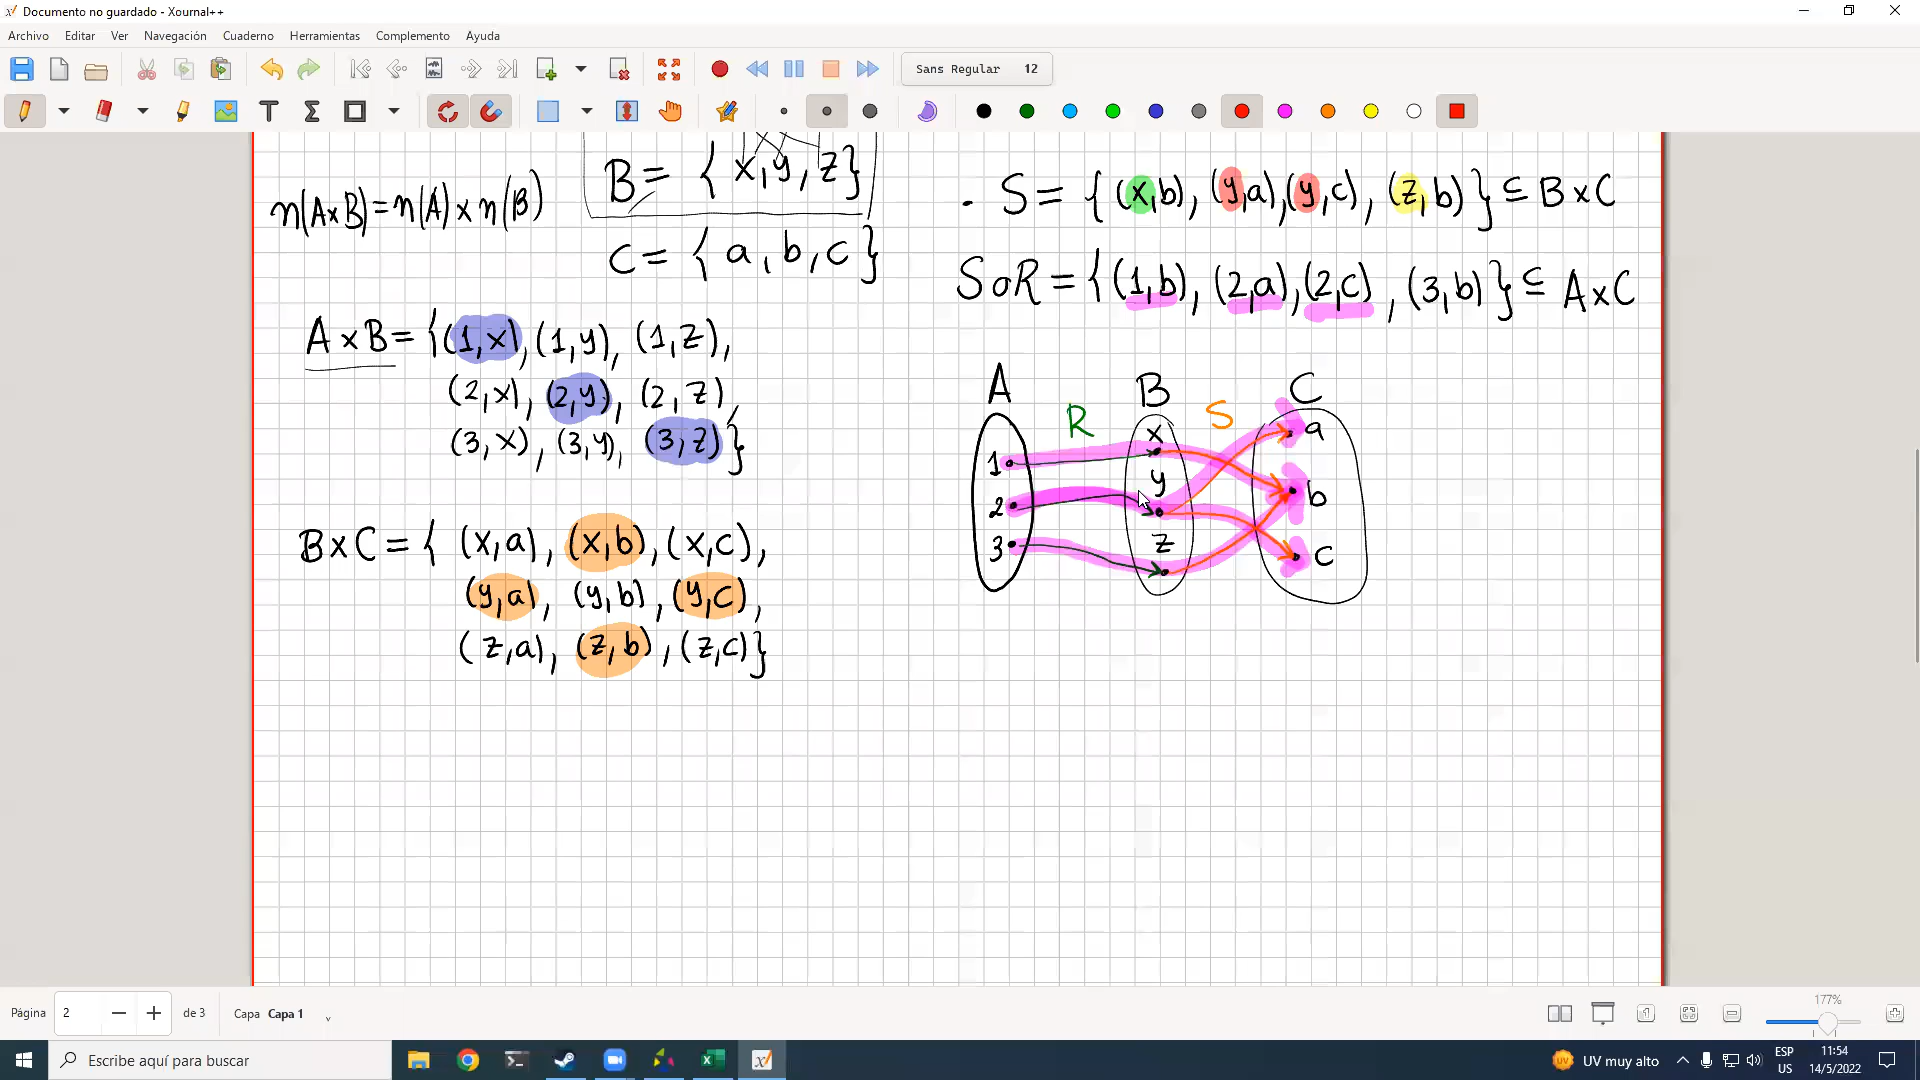 Documento no guardado - Xournal++
Archivo Editar Ver Navegación Cuaderno Herramientas Complemento Ayuda
Sans Regular 12
n(A×B)=n(A)×n(B)
B= {x,y,z}
C= {a,b,c}
A×B={(1,x),(1,y),(1,z),
(2,x),(2,y),(2,z),
(3,x),(3,y),(3,z)}
B×C={ (x,a),(x,b),(x,c),
(y,a),(y,b),(y,c),
(z,a),(z,b),(z,c)}
. S= {(x,b),(y,a),(y,c),(z,b)}⊆B×C
SoR={(1,b),(2,a),(2,c),(3,b)}⊆A×C
A B C
R S
1 x a
2 y b
3 z c
Página 2 de 3 Capa Capa 1
177%
Escribe aquí para buscar
UV muy alto
ESP
US
11:54
14/5/2022